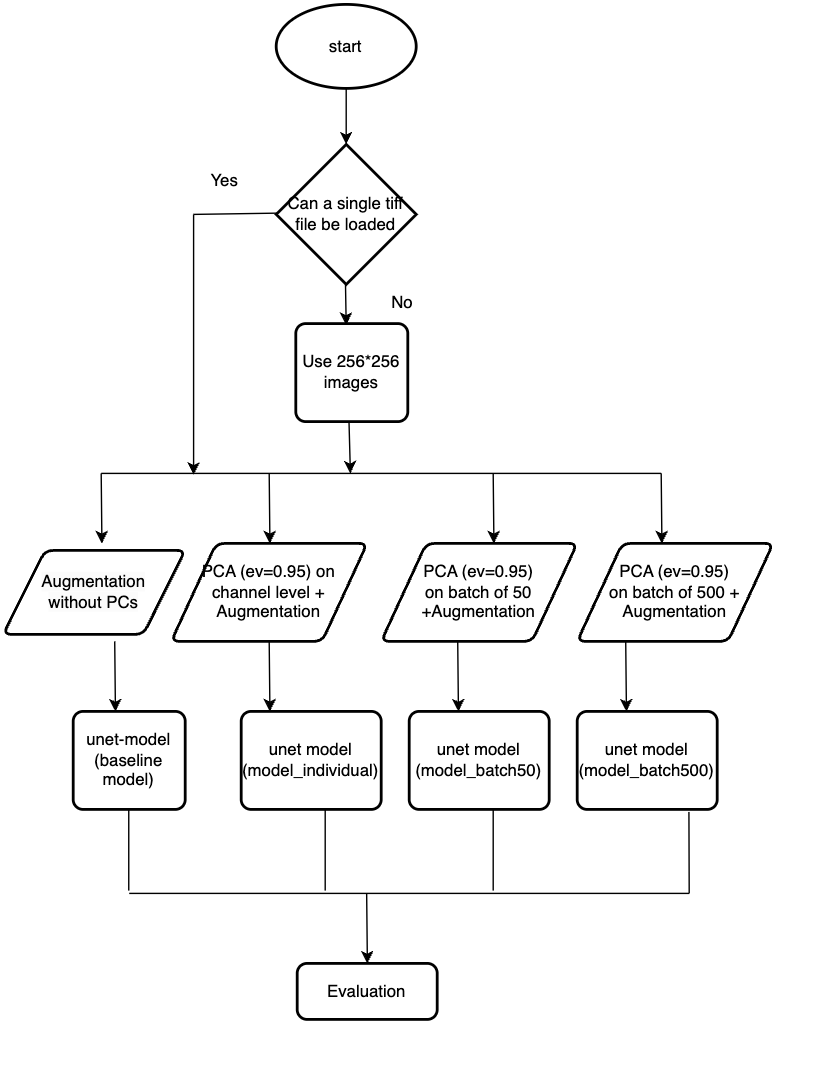 start
Yes
Can a single tiff
file be loaded
No
Use 256*256
images
Augmentation
without PCs
PCA (ev=0.95) on
channel level +
Augmentation
PCA (ev=0.95)
on batch of 50
+Augmentation
PCA (ev=0.95)
on batch of 500 +
Augmentation
unet-model
(baseline
model)
unet model
(model_individual)
unet model
(model_batch50)
unet model
(model_batch500)
Evaluation